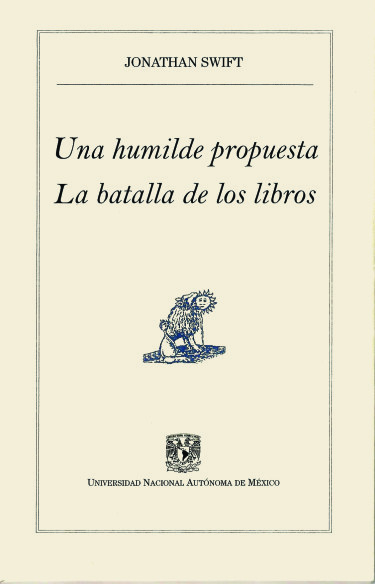 JONATHAN SWIFT
Una humilde propuesta
La batalla de los libros
UNIVERSIDAD NACIONAL AUTÓNOMA DE MÉXICO